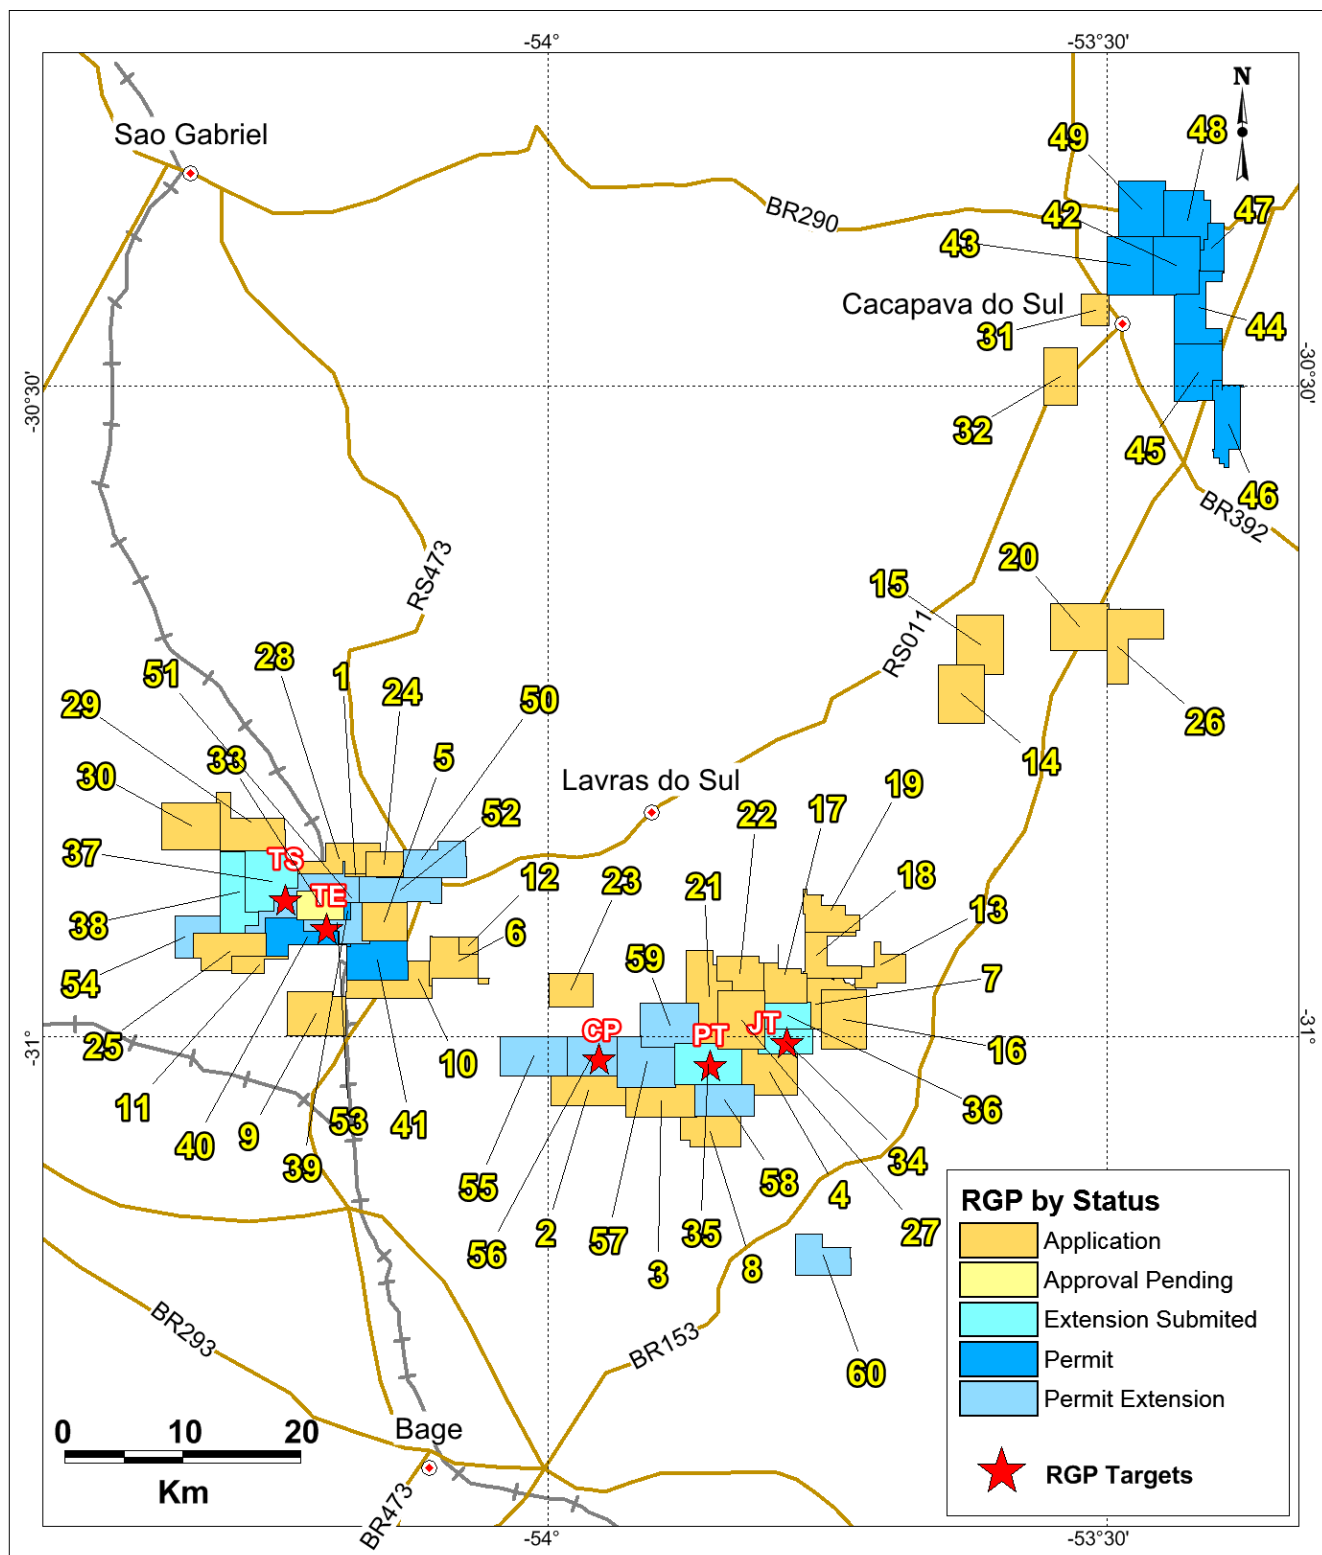 -54°
-53°30'
N
Sao Gabriel
49
48
BR290
42
47
43
Cacapava do Sul
31
44
-30°30'
-30°30'
32
45
46
BR392
RS473
20
15
RS011
28
51
1
24
50
29
26
33
5
14
30
Lavras do Sul
19
22
17
52
37
TS
23
21
18
12
TE
13
38
6
59
54
7
CP
PT
JT
-31°
-31°
25
10
16
11
36
40
9
53
41
39
34
55
58
4
56
2
57
35
27
3
8
60
BR293
BR153
RGP by Status
Application
Approval Pending
Extension Submited
Permit
Permit Extension
RGP Targets
0 10 20
Km
Bage
BR473
-54°
-53°30'